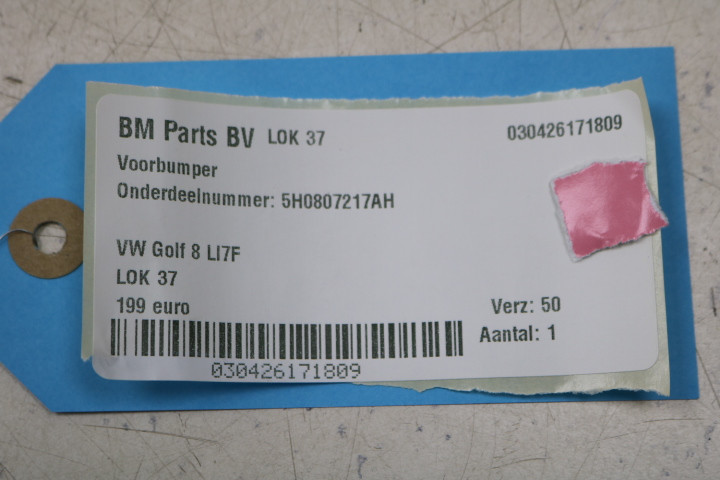 BM Parts BV LOK 37 030426171809
Voorbumper
Onderdeelnummer: 5H0807217AH
VW Golf 8 LI7F
LOK 37
199 euro Verz: 50
Aantal: 1
030426171809